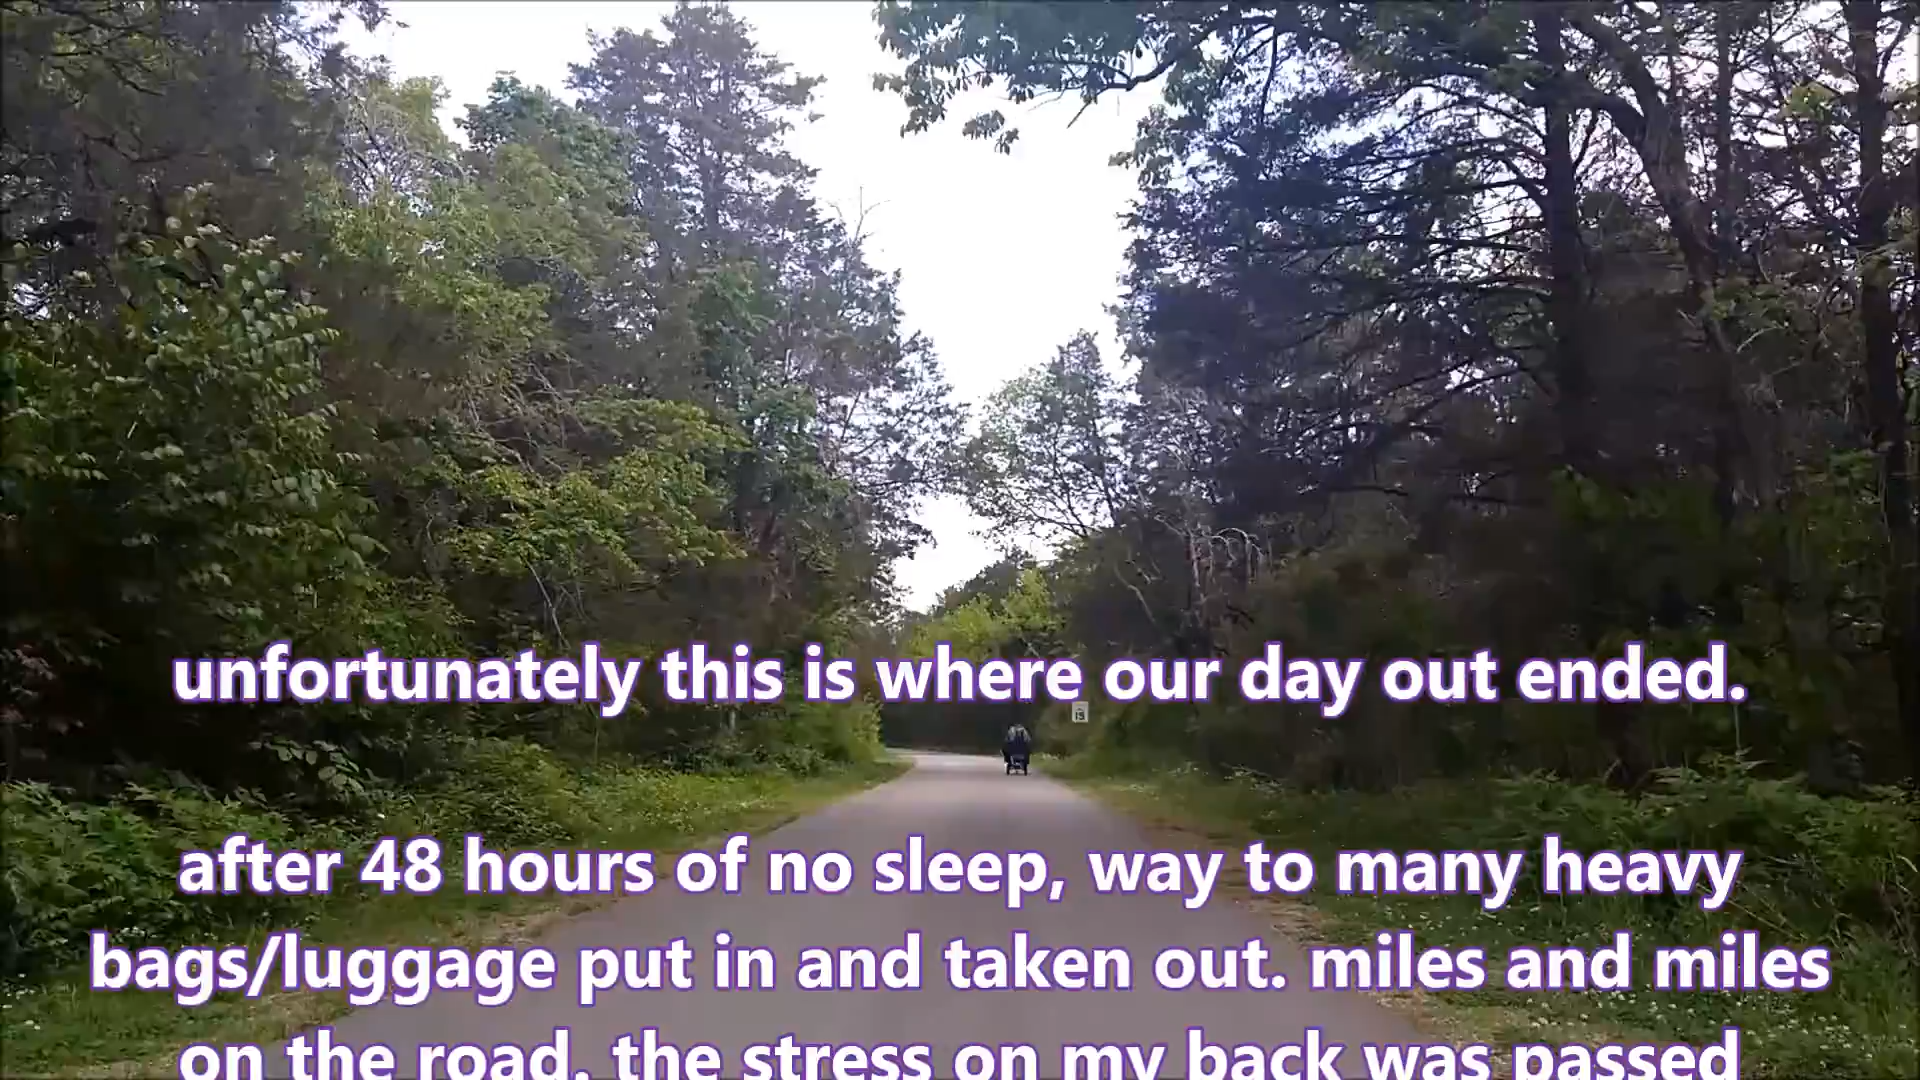 15
unfortunately this is where our day out ended.
after 48 hours of no sleep, way to many heavy
bags/luggage put in and taken out. miles and miles
on the road. the stress on my back was passed